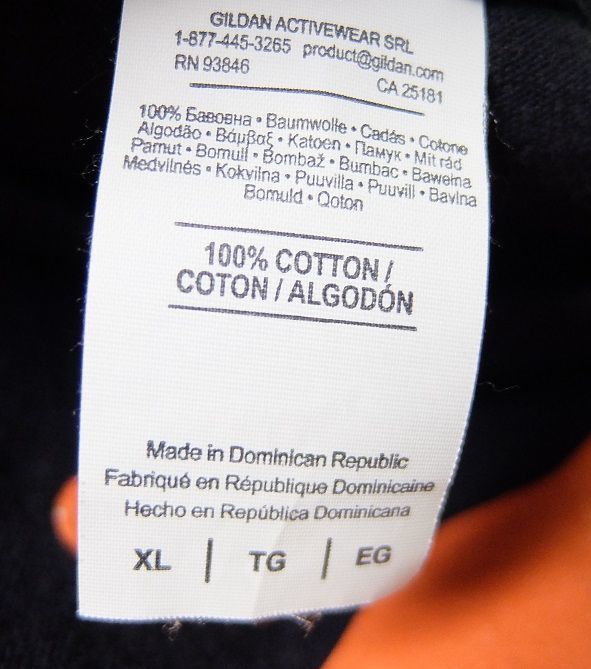 GILDAN ACTIVEWEAR SRL
1-877-445-3265 product@gildan.com
RN 93846 CA 25181
100% Бавовна • Baumwolle • Cadás • Cotone
Algodão • Βάμβαξ • Katoen • Памук • Mit rád
Pamut • Bomull • Bombaž • Bumbac • Bawełna
Medvilnės • Kokvilna • Puuvilla • Puuvill • Bavlna
Bomuld • Qoton
100% COTTON /
COTON / ALGODÓN
Made in Dominican Republic
Fabriqué en République Dominicaine
Hecho en República Dominicana
XL | TG | EG